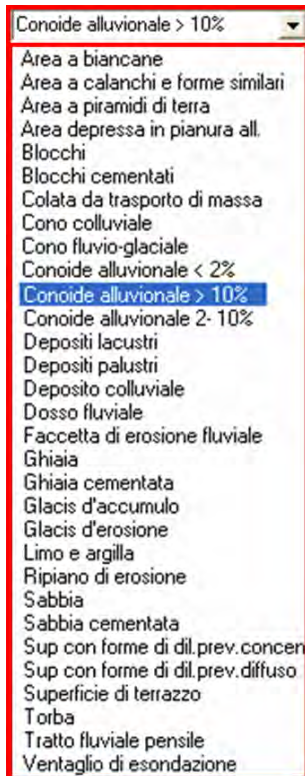 Conoide alluvionale > 10%
Area a biancane
Area a calanchi e forme similari
Area a piramidi di terra
Area depressa in pianura all.
Blocchi
Blocchi cementati
Colata da trasporto di massa
Cono colluviale
Cono fluvio-glaciale
Conoide alluvionale < 2%
Conoide alluvionale > 10%
Conoide alluvionale 2- 10%
Depositi lacustri
Depositi palustri
Deposito colluviale
Dosso fluviale
Faccetta di erosione fluviale
Ghiaia
Ghiaia cementata
Glacis d'accumulo
Glacis d'erosione
Limo e argilla
Ripiano di erosione
Sabbia
Sabbia cementata
Sup con forme di dil.prev.concen
Sup con forme di dil.prev.diffuso
Superficie di terrazzo
Torba
Tratto fluviale pensile
Ventaglio di esondazione